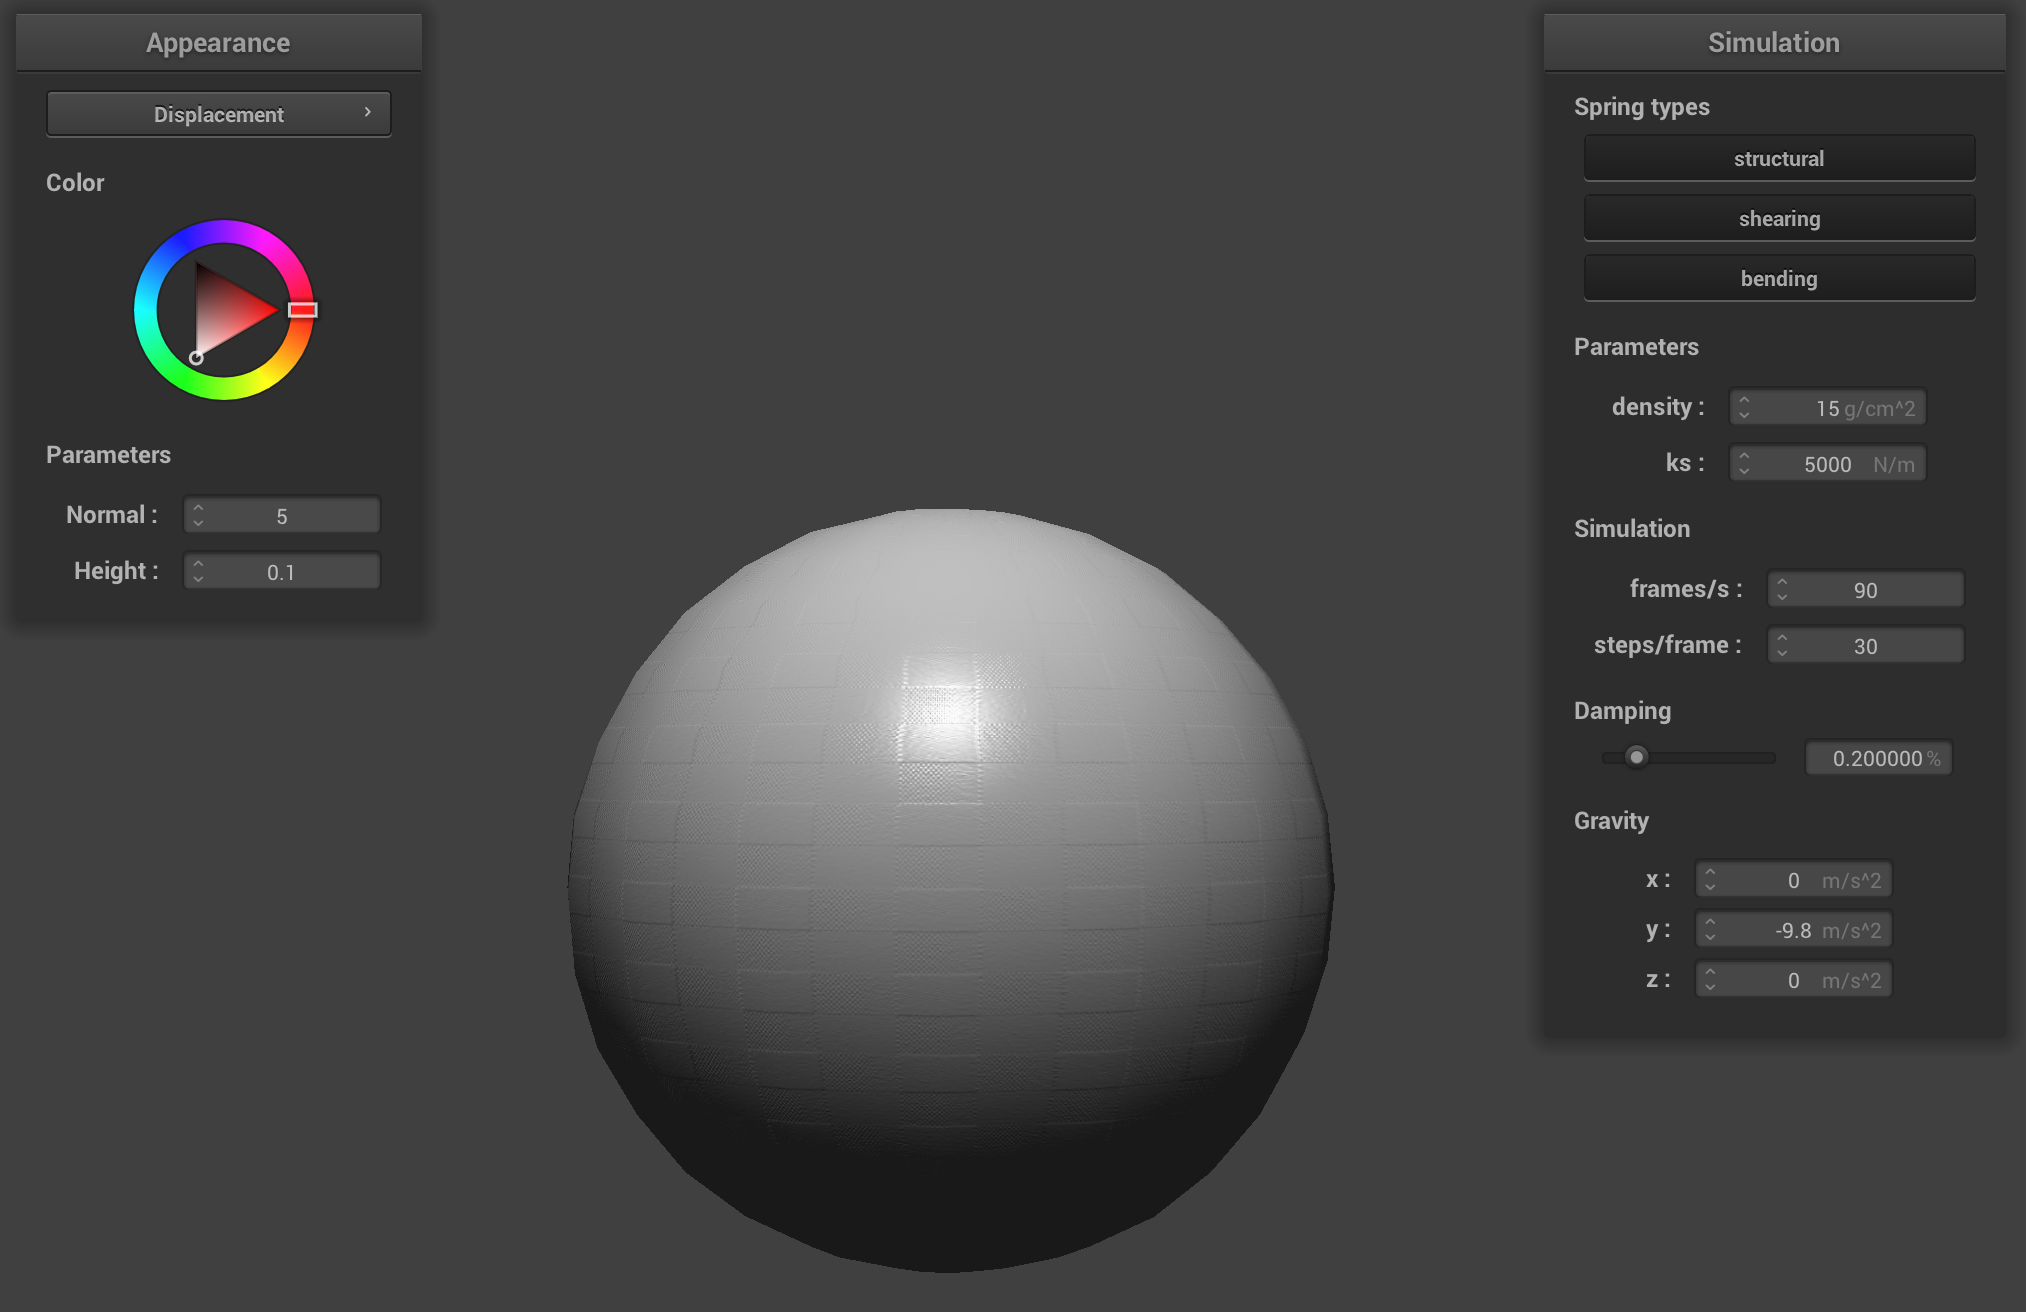 Appearance
Displacement
Color
Parameters
Normal : 5
Height : 0.1
Simulation
Spring types
structural
shearing
bending
Parameters
density : 15 g/cm^2
ks : 5000 N/m
Simulation
frames/s : 90
steps/frame : 30
Damping
0.200000 %
Gravity
x : 0 m/s^2
y : -9.8 m/s^2
z : 0 m/s^2